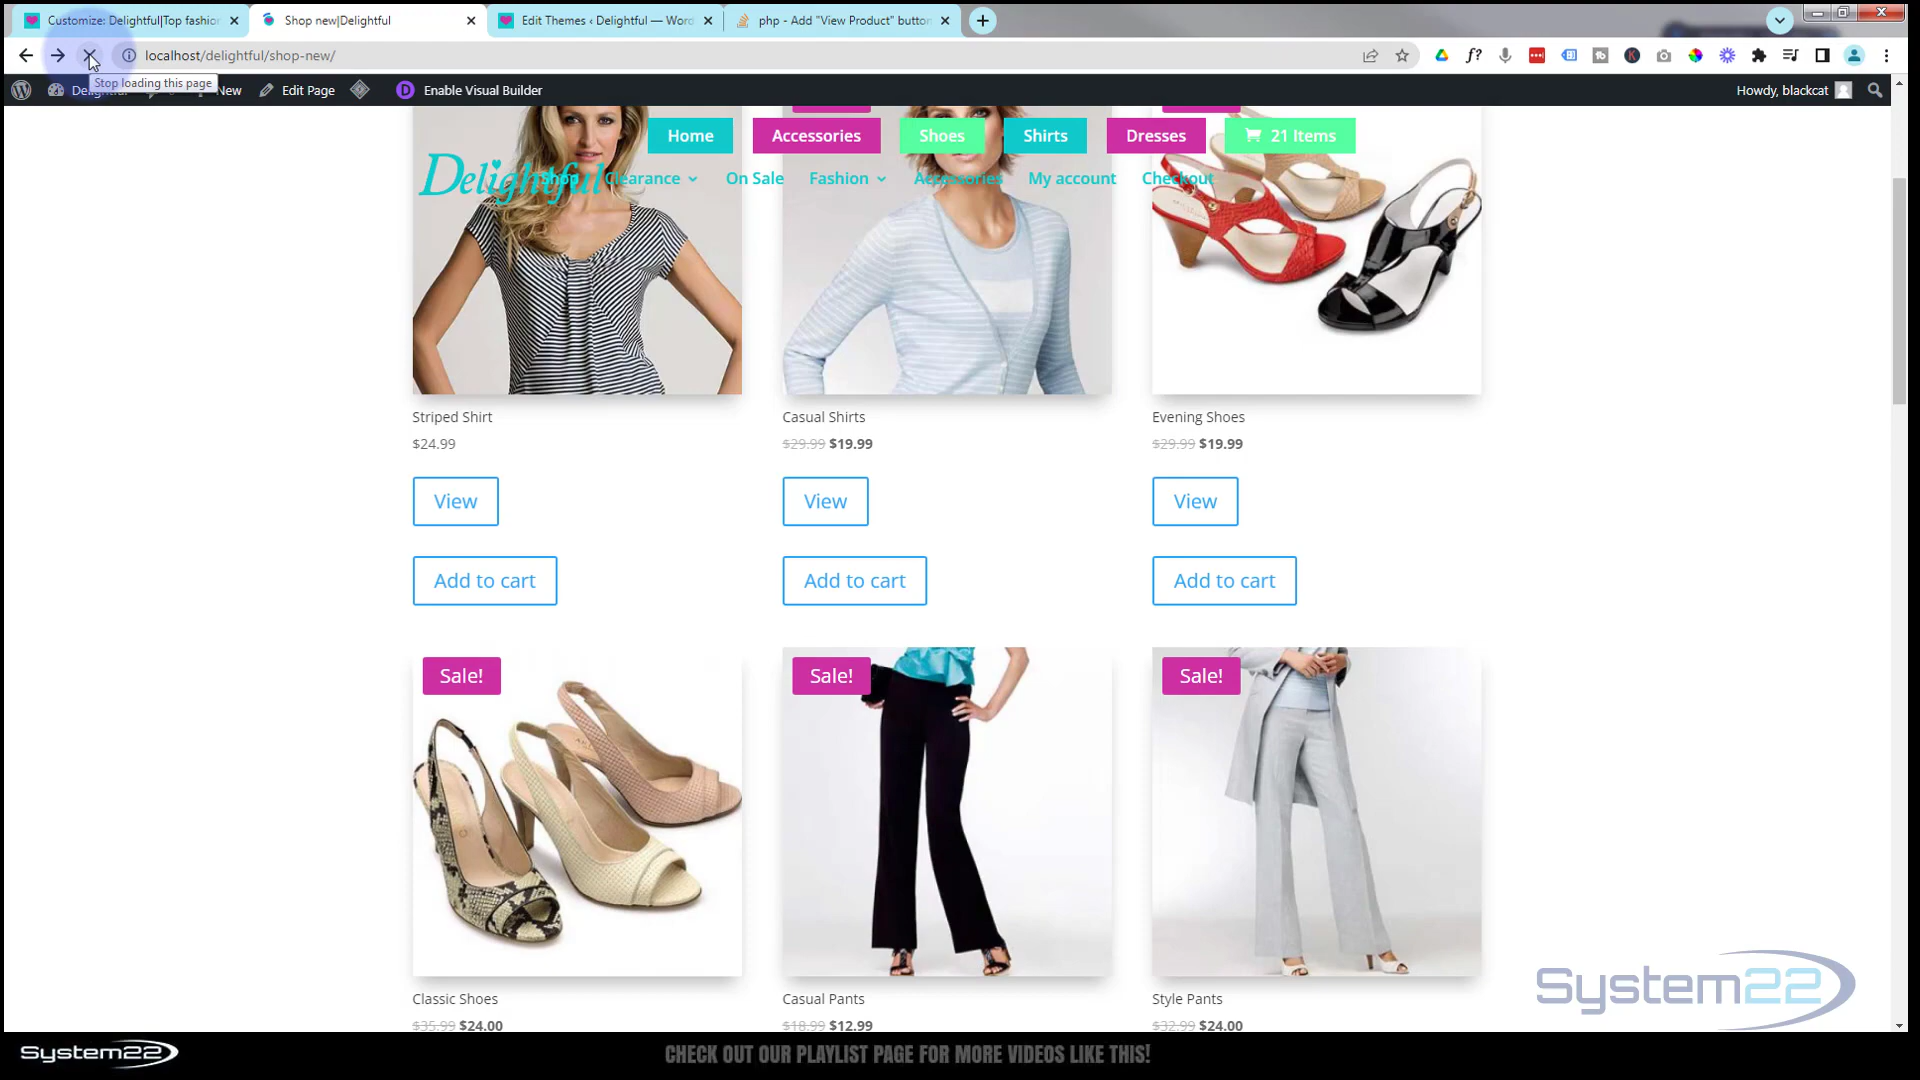 Customize: Delightful|Top fashion
Shop new|Delightful
Edit Themes ‹ Delightful — Word
php - Add "View Product" button
localhost/delightful/shop-new/
f?
Stop loading this page
New
Edit Page
Enable Visual Builder
Howdy, blackcat
Home
Accessories
Shoes
Shirts
Dresses
21 Items
Delightful
Shop
Clearance
On Sale
Fashion
Accessories
My account
Checkout
Striped Shirt
Casual Shirts
Evening Shoes
$24.99
$29.99 $19.99
$29.99 $19.99
View
View
View
Add to cart
Add to cart
Add to cart
Sale!
Sale!
Sale!
Classic Shoes
Casual Pants
Style Pants
$35.99 $24.00
$18.99 $12.99
$32.99 $24.00
System22
System22
CHECK OUT OUR PLAYLIST PAGE FOR MORE VIDEOS LIKE THIS!